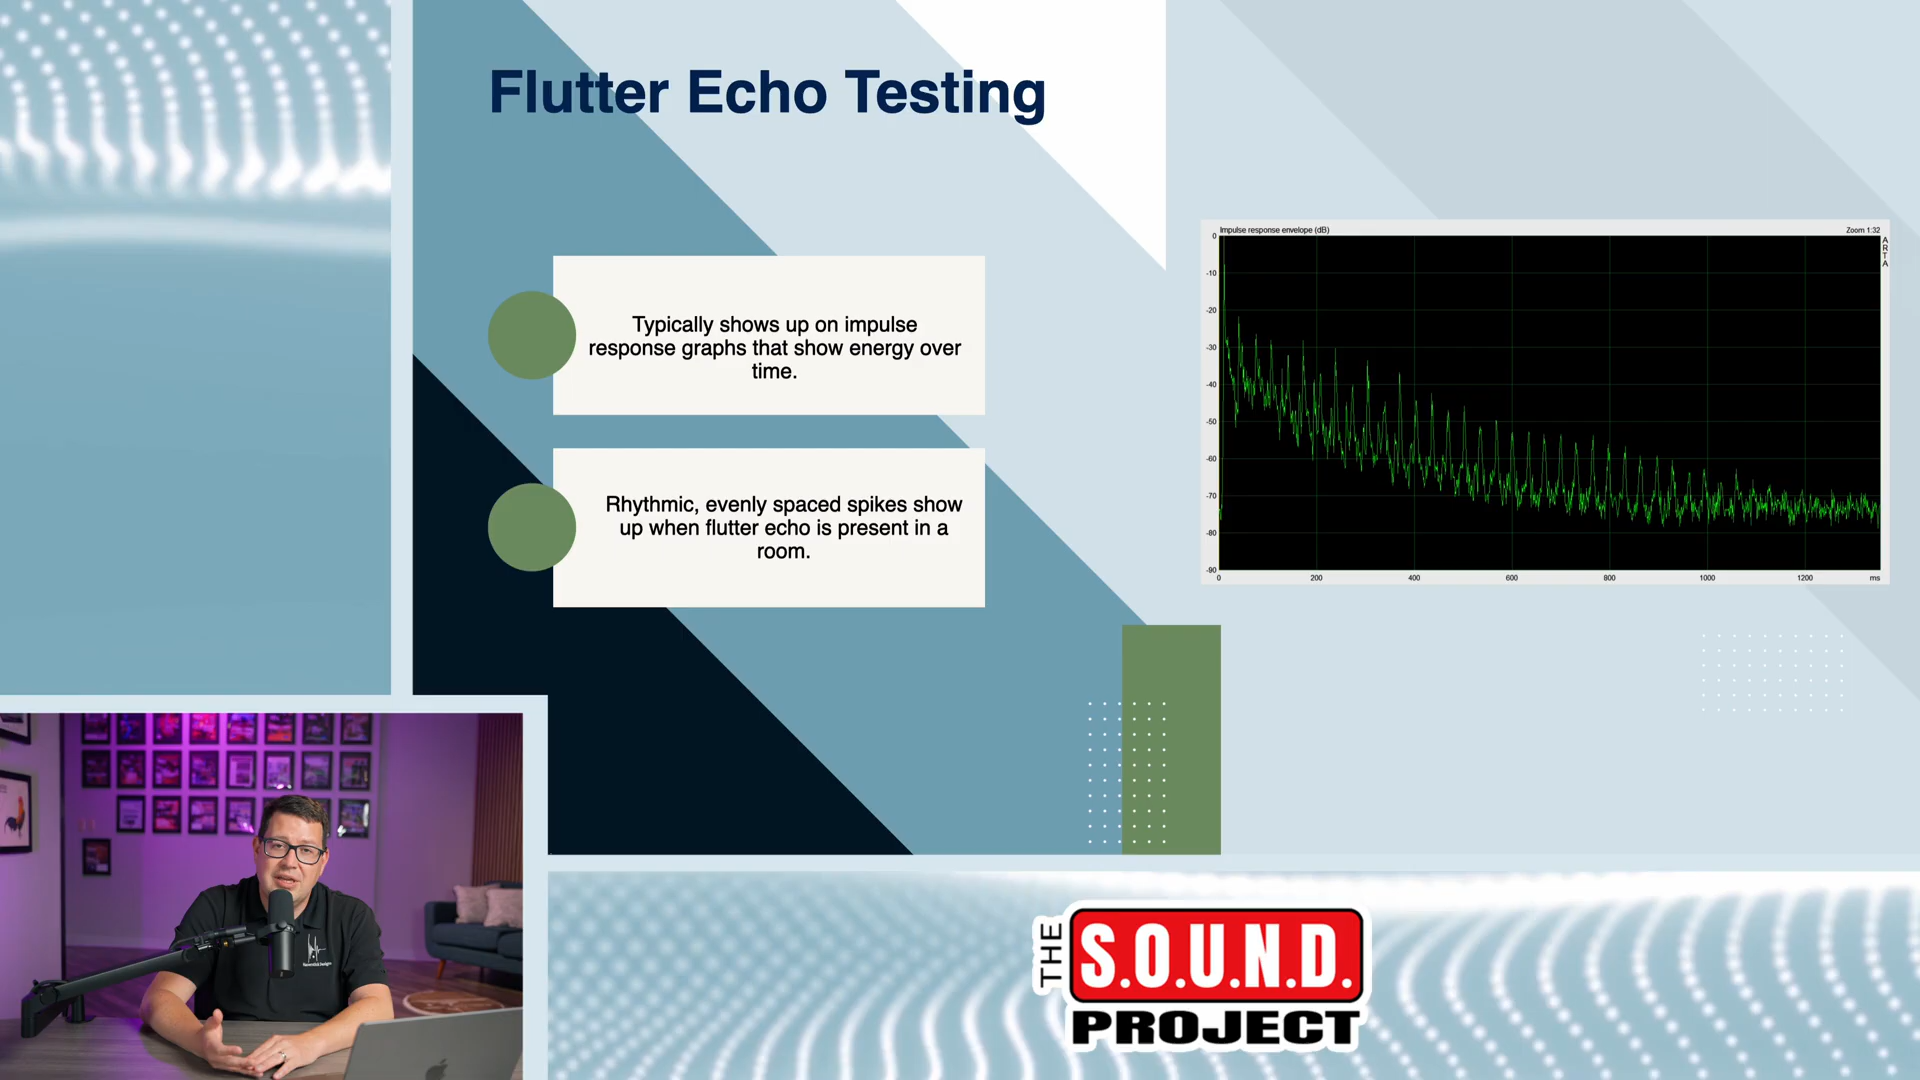 Flutter Echo Testing
Typically shows up on impulse
response graphs that show energy over
time.
Rhythmic, evenly spaced spikes show
up when flutter echo is present in a
room.
Impulse response envelope (dB)
Zoom 1:32
ARTA
0
-10
-20
-30
-40
-50
-60
-70
-80
-90
0 200 400 600 800 1000 1200 ms
THE
S.O.U.N.D.
PROJECT